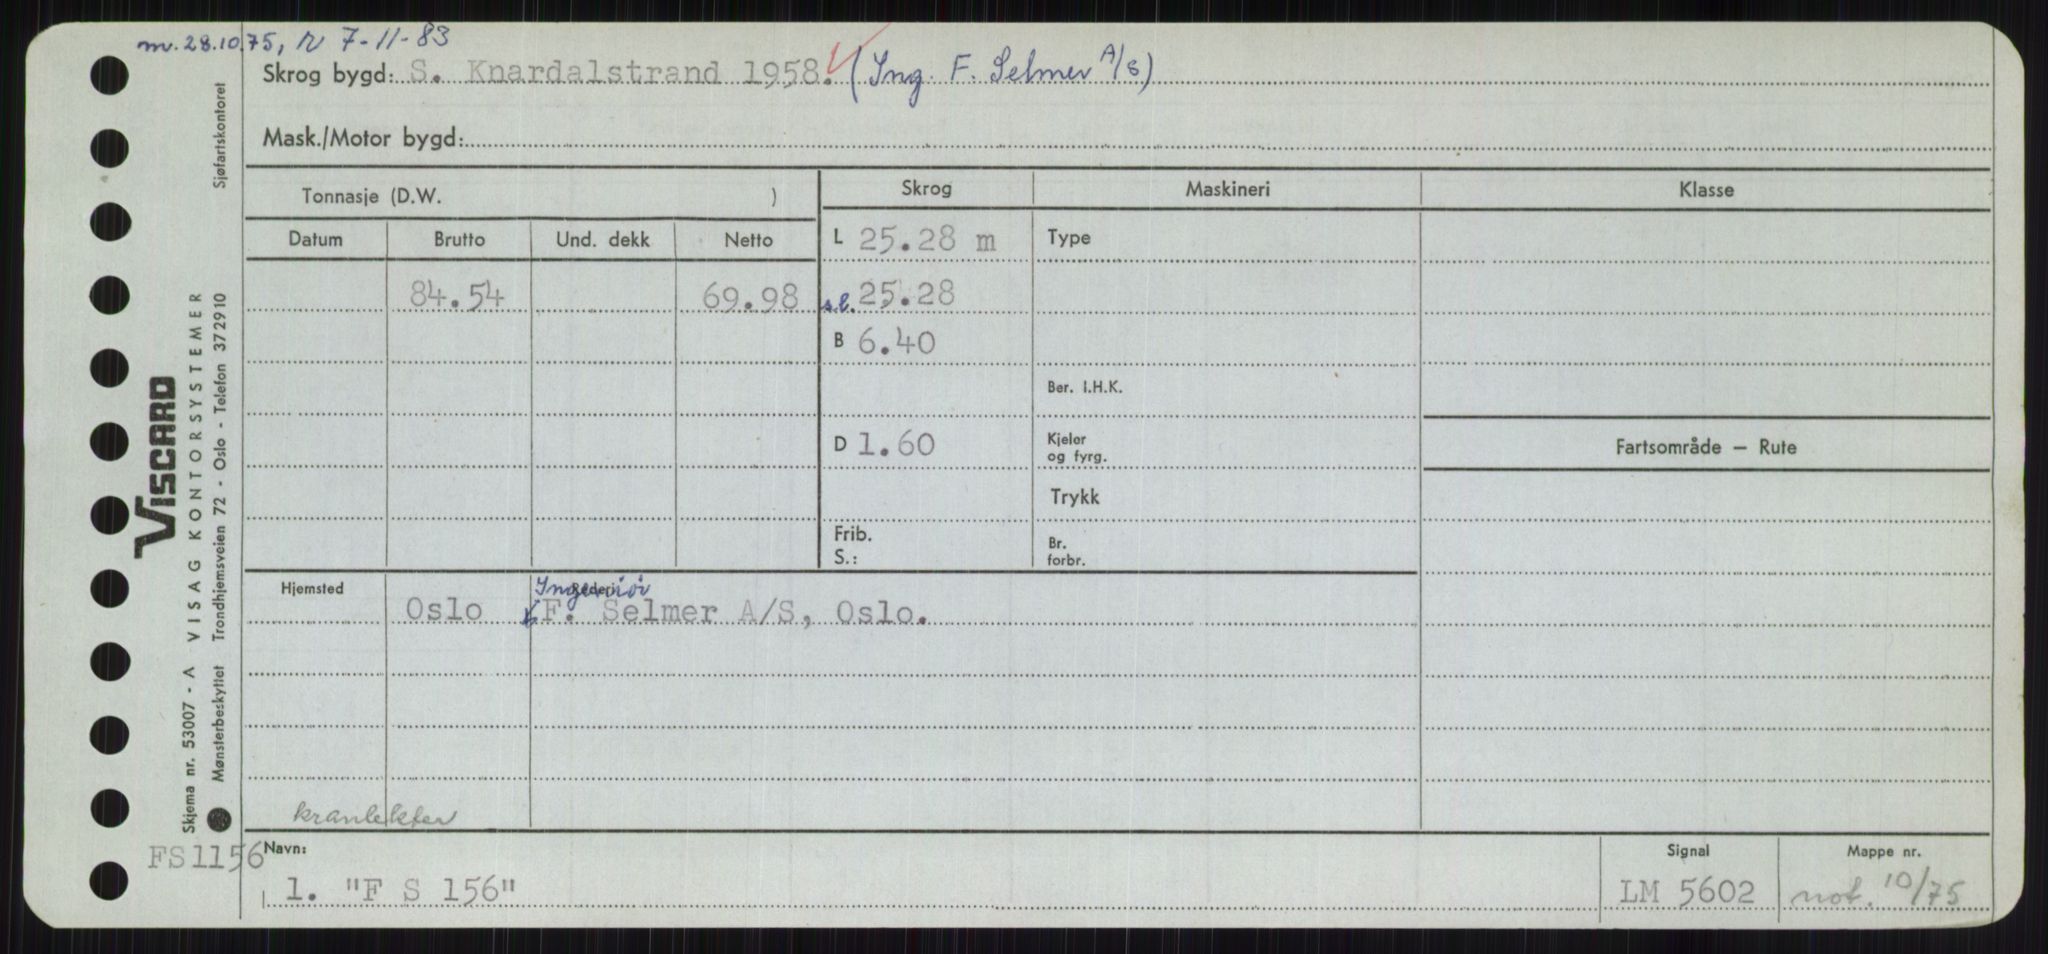 m. 28.10.75, N 7-11-83
Skrog bygd: S. Knardalstrand 1958. (Ing. F. Selmer A/S)
Mask./Motor bygd:
Tonnasje (D.W. )
Skrog Maskineri Klasse
Datum Brutto Und. dekk Netto
L 25.28 m Type
84.54 69.98 s.l. 25.28
B 6.40
Ber. I.H.K.
D 1.60 Kjeler og fyrg.
Fartsområde – Rute
Trykk
Frib. S.: Br. forbr.
Hjemsted Rederi
Ingeniør
Oslo F. Selmer A/S, Oslo.
kranlekter
Navn: Signal Mappe nr.
FS1156
1. "F S 156" LM 5602 not. 10/75
Skjema nr. 53007 - A VISAG KONTORSYSTEMER
VISCARD
Mønsterbeskyttet Trondhjemsveien 72 - Oslo - Telefon 372910 Sjøfartskontoret